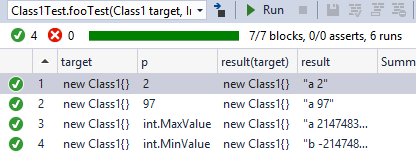 Class1Test.fooTest(Class1 target, I Run
4 0 7/7 blocks, 0/0 asserts, 6 runs
target p result(target) result Summ
1 new Class1{} 2 new Class1{} "a 2"
2 new Class1{} 97 new Class1{} "a 97"
3 new Class1{} int.MaxValue new Class1{} "a 2147483...
4 new Class1{} int.MinValue new Class1{} "b -214748...